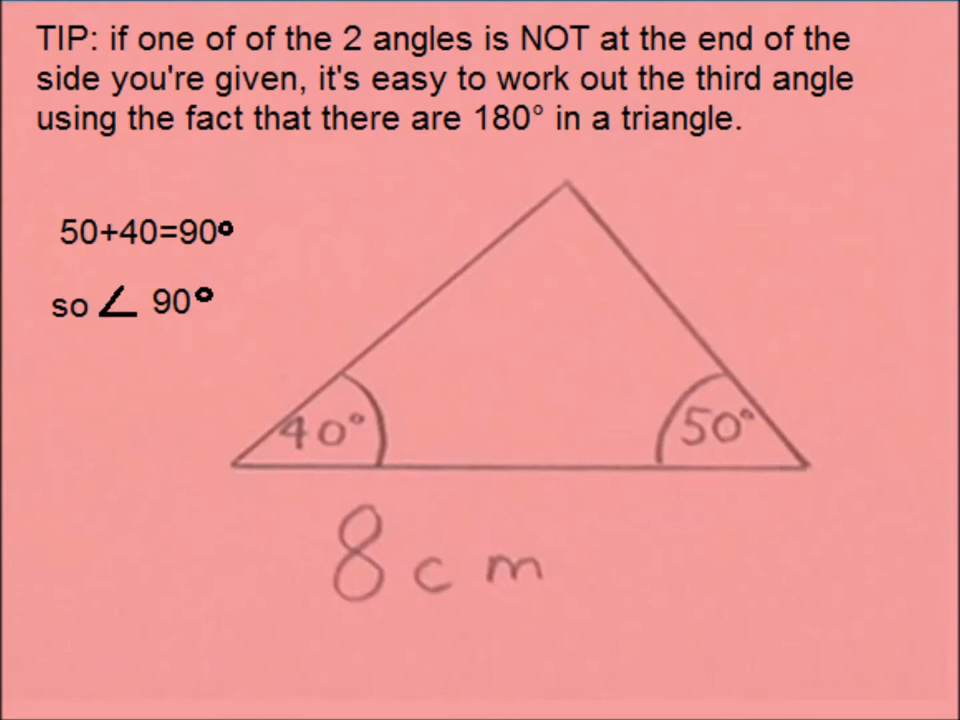 TIP: if one of of the 2 angles is NOT at the end of the
side you're given, it's easy to work out the third angle
using the fact that there are 180° in a triangle.
50+40=90°
so ∠ 90°
40°
50°
8 cm